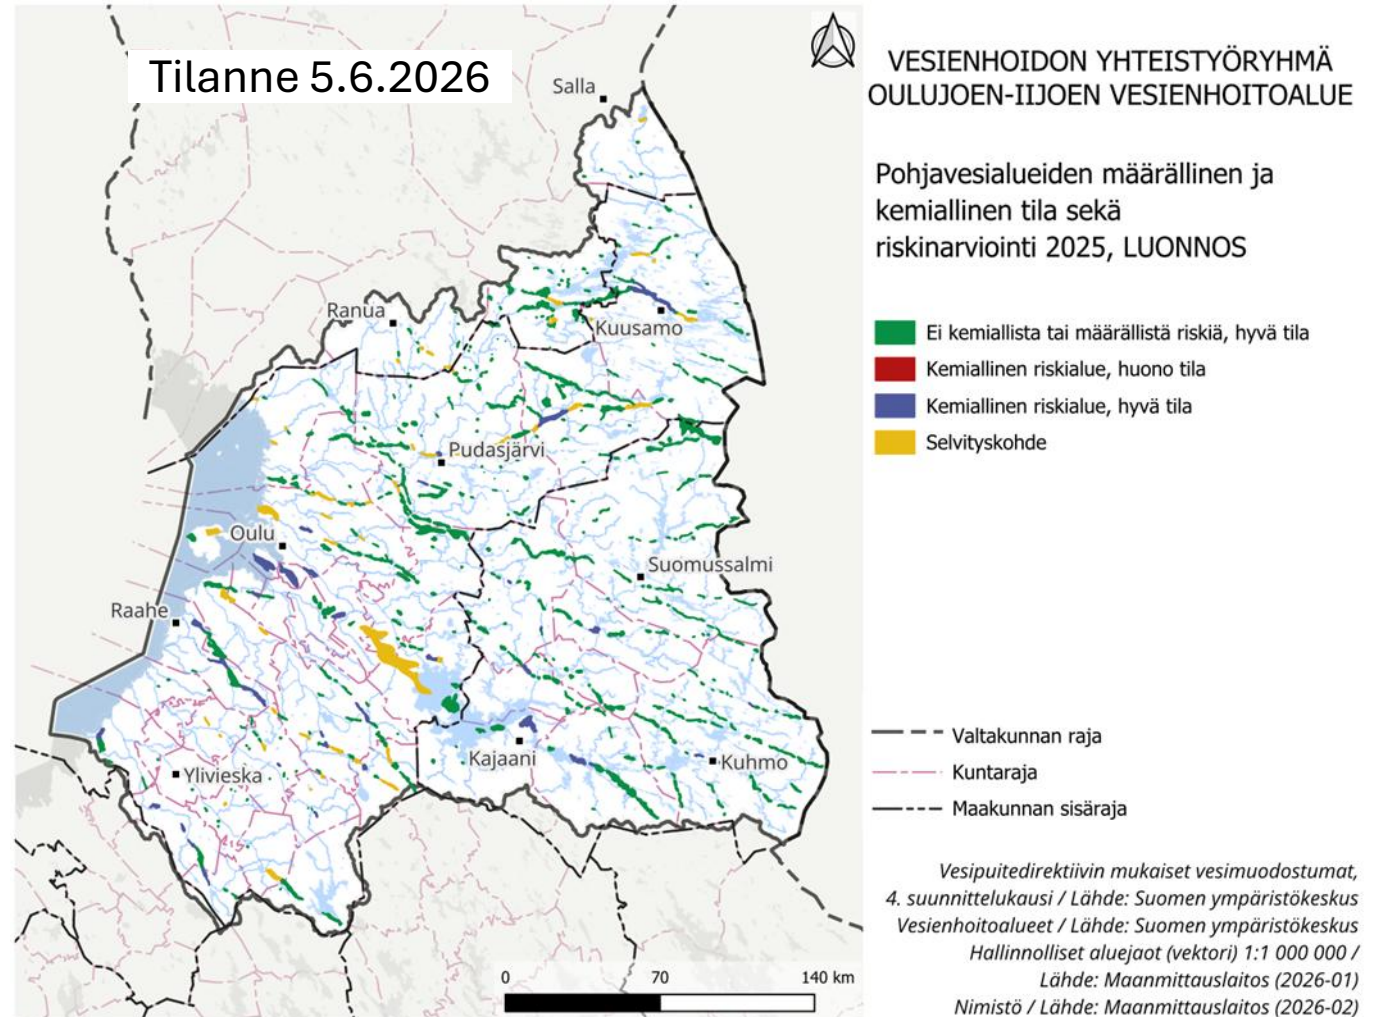 Tilanne 5.6.2026
VESIENHOIDON YHTEISTYÖRYHMÄ
OULUJOEN-IIJOEN VESIENHOITOALUE
Pohjavesialueiden määrällinen ja
kemiallinen tila sekä
riskinarviointi 2025, LUONNOS
Ei kemiallista tai määrällistä riskiä, hyvä tila
Kemiallinen riskialue, huono tila
Kemiallinen riskialue, hyvä tila
Selvityskohde
Salla
Ranua
Kuusamo
Pudasjärvi
Oulu
Suomussalmi
Raahe
Kajaani
Kuhmo
Ylivieska
Valtakunnan raja
Kuntaraja
Maakunnan sisäraja
Vesipuitedirektiivin mukaiset vesimuodostumat,
4. suunnittelukausi / Lähde: Suomen ympäristökeskus
Vesienhoitoalueet / Lähde: Suomen ympäristökeskus
Hallinnolliset aluejaot (vektori) 1:1 000 000 /
Lähde: Maanmittauslaitos (2026-01)
Nimistö / Lähde: Maanmittauslaitos (2026-02)
0 70 140 km